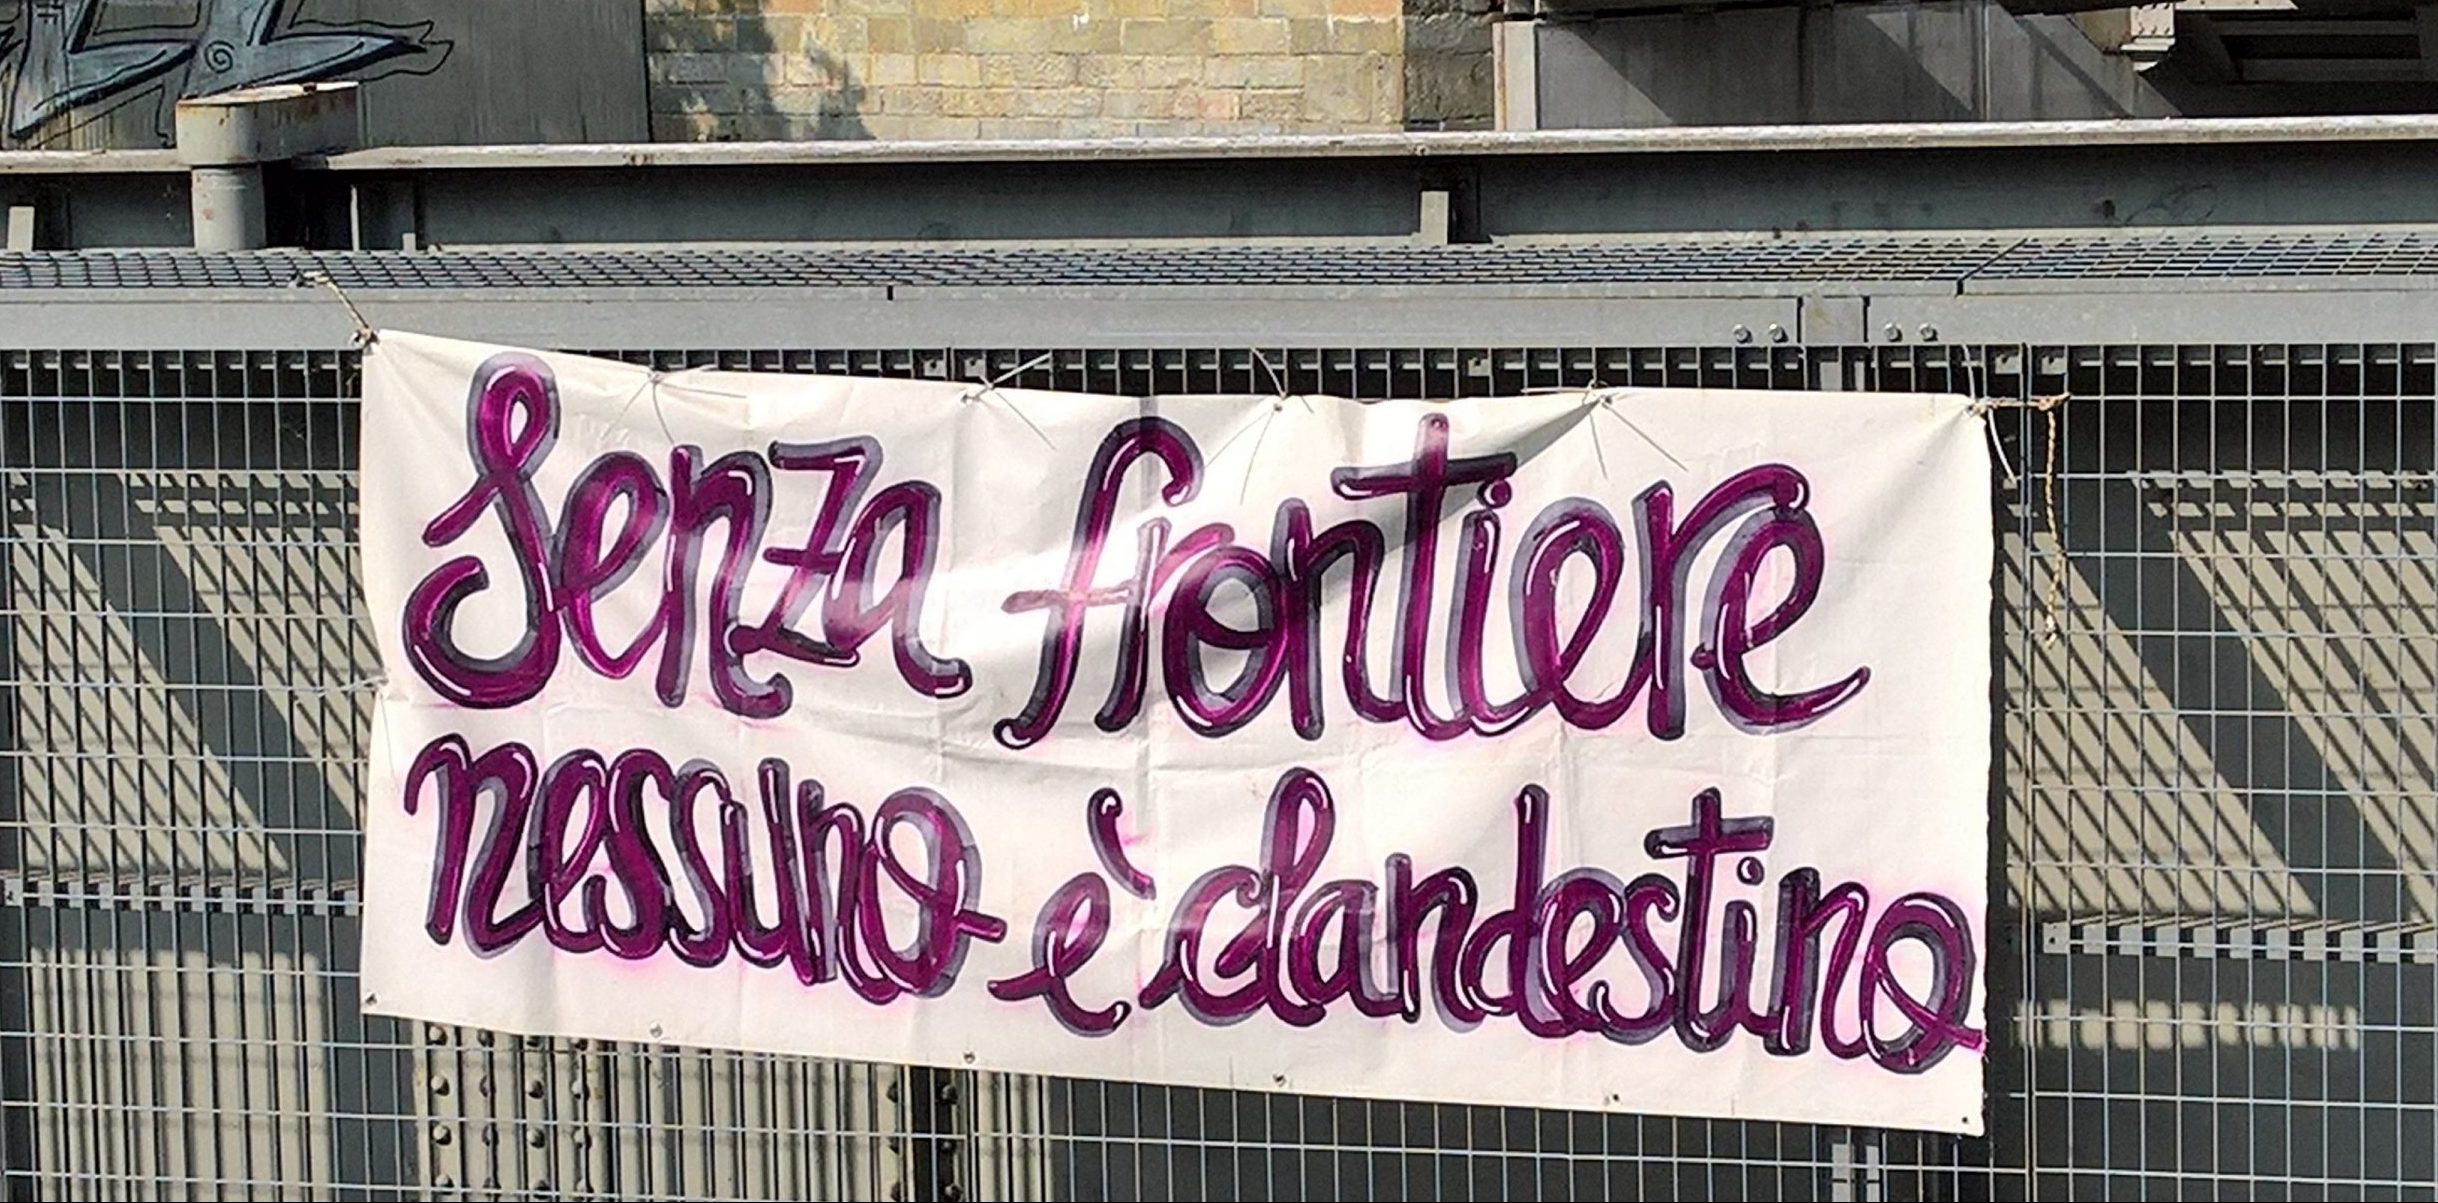 Senza frontiere
nessuno è clandestino